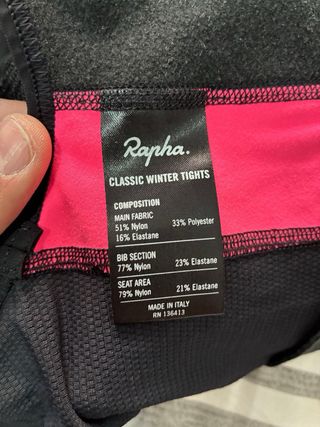 Rapha.
CLASSIC WINTER TIGHTS
COMPOSITION
MAIN FABRIC
51% Nylon 33% Polyester
16% Elastane
BIB SECTION
77% Nylon 23% Elastane
SEAT AREA
79% Nylon 21% Elastane
MADE IN ITALY
RN 136413